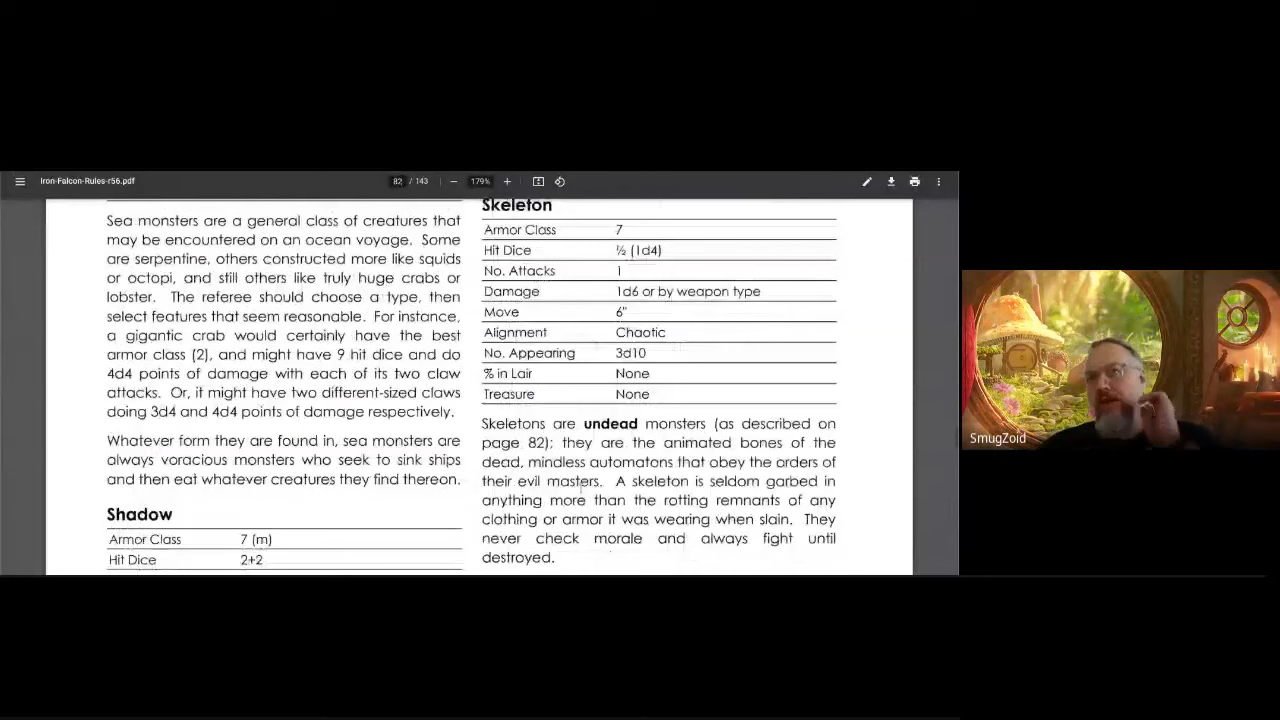 Iron-Falcon-Rules-r56.pdf
82 / 143
179%
Sea monsters are a general class of creatures that
may be encountered on an ocean voyage. Some
are serpentine, others constructed more like squids
or octopi, and still others like truly huge crabs or
lobster. The referee should choose a type, then
select features that seem reasonable. For instance,
a gigantic crab would certainly have the best
armor class (2), and might have 9 hit dice and do
4d4 points of damage with each of its two claw
attacks. Or, it might have two different-sized claws
doing 3d4 and 4d4 points of damage respectively.
Whatever form they are found in, sea monsters are
always voracious monsters who seek to sink ships
and then eat whatever creatures they find thereon.
Shadow
Armor Class 7 (m)
Hit Dice 2+2
Skeleton
Armor Class 7
Hit Dice ½ (1d4)
No. Attacks 1
Damage 1d6 or by weapon type
Move 6"
Alignment Chaotic
No. Appearing 3d10
% in Lair None
Treasure None
Skeletons are undead monsters (as described on
page 82); they are the animated bones of the
dead, mindless automatons that obey the orders of
their evil masters. A skeleton is seldom garbed in
anything more than the rotting remnants of any
clothing or armor it was wearing when slain. They
never check morale and always fight until
destroyed.
SmugZoid